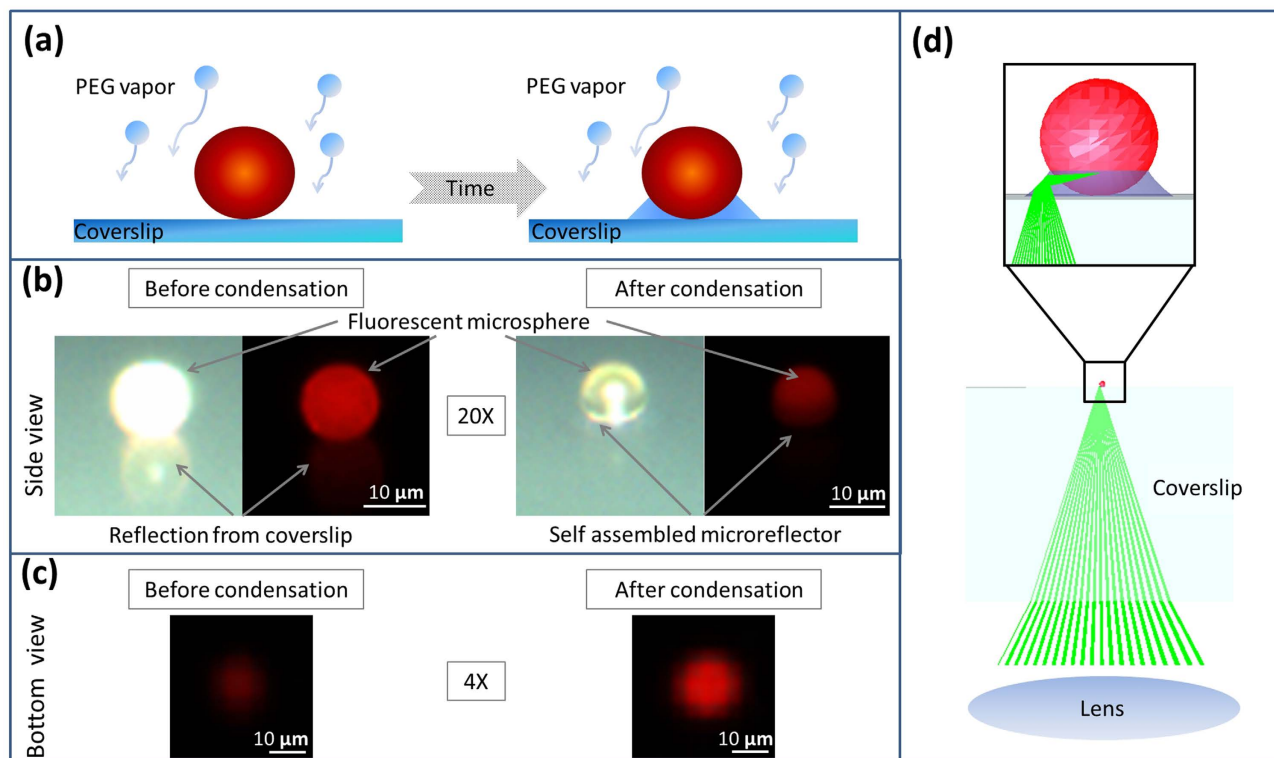 (a)
PEG vapor
Coverslip
Time
PEG vapor
Coverslip
(b)
Before condensation
After condensation
Fluorescent microsphere
Side view
20X
10 μm
10 μm
Reflection from coverslip
Self assembled microreflector
(c)
Before condensation
After condensation
Bottom view
4X
10 μm
10 μm
(d)
Coverslip
Lens